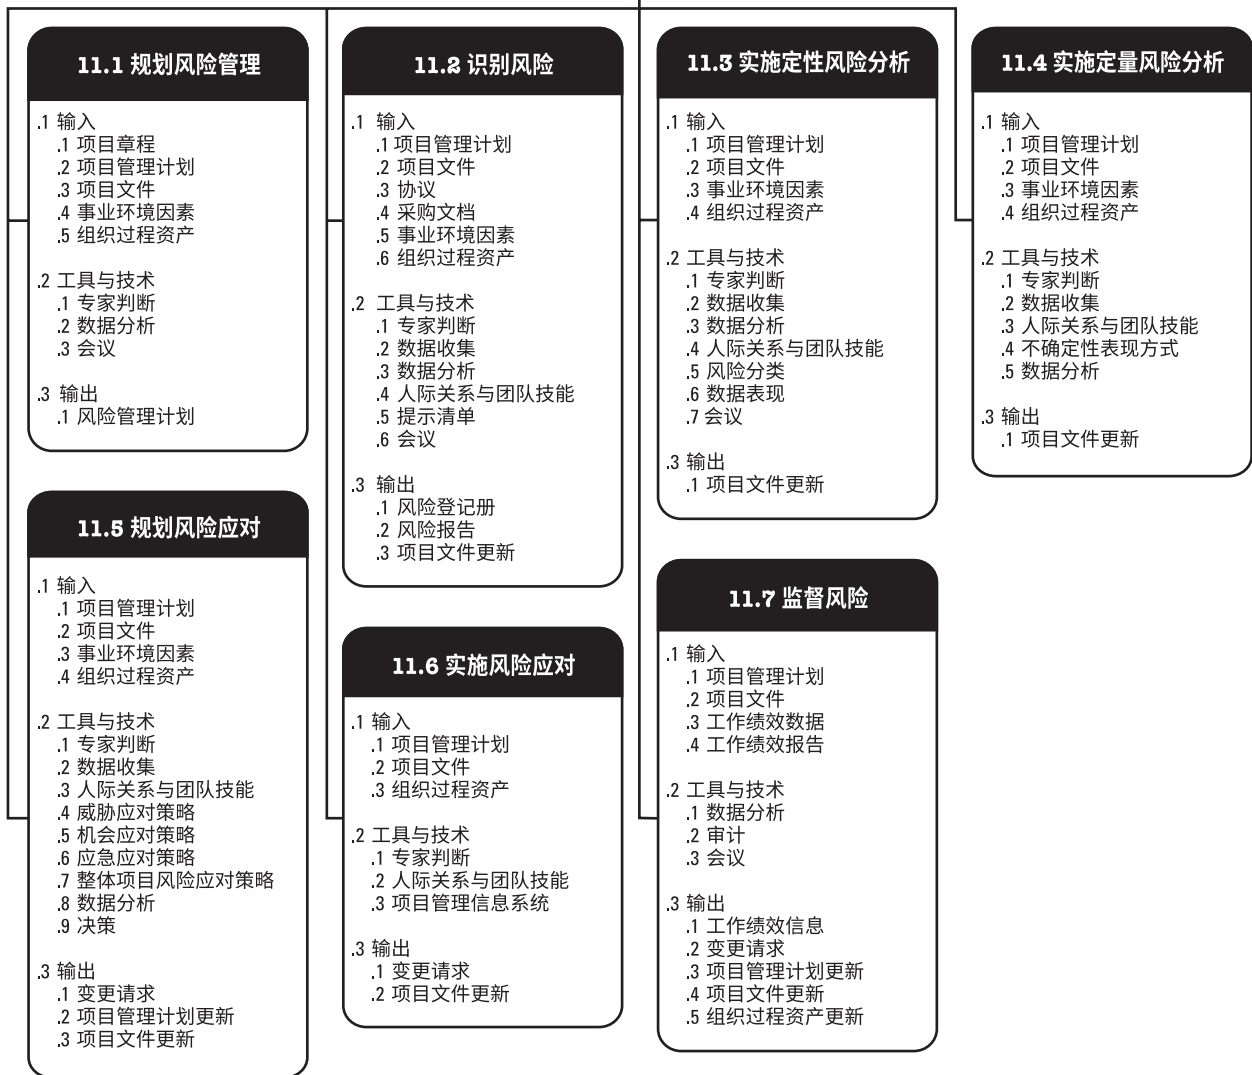 11.1 规划风险管理
.1 输入
.1 项目章程
.2 项目管理计划
.3 项目文件
.4 事业环境因素
.5 组织过程资产
.2 工具与技术
.1 专家判断
.2 数据分析
.3 会议
.3 输出
.1 风险管理计划
11.2 识别风险
.1 输入
.1 项目管理计划
.2 项目文件
.3 协议
.4 采购文档
.5 事业环境因素
.6 组织过程资产
.2 工具与技术
.1 专家判断
.2 数据收集
.3 数据分析
.4 人际关系与团队技能
.5 提示清单
.6 会议
.3 输出
.1 风险登记册
.2 风险报告
.3 项目文件更新
11.3 实施定性风险分析
.1 输入
.1 项目管理计划
.2 项目文件
.3 事业环境因素
.4 组织过程资产
.2 工具与技术
.1 专家判断
.2 数据收集
.3 数据分析
.4 人际关系与团队技能
.5 风险分类
.6 数据表现
.7 会议
.3 输出
.1 项目文件更新
11.4 实施定量风险分析
.1 输入
.1 项目管理计划
.2 项目文件
.3 事业环境因素
.4 组织过程资产
.2 工具与技术
.1 专家判断
.2 数据收集
.3 人际关系与团队技能
.4 不确定性表现方式
.5 数据分析
.3 输出
.1 项目文件更新
11.5 规划风险应对
.1 输入
.1 项目管理计划
.2 项目文件
.3 事业环境因素
.4 组织过程资产
.2 工具与技术
.1 专家判断
.2 数据收集
.3 人际关系与团队技能
.4 威胁应对策略
.5 机会应对策略
.6 应急应对策略
.7 整体项目风险应对策略
.8 数据分析
.9 决策
.3 输出
.1 变更请求
.2 项目管理计划更新
.3 项目文件更新
11.6 实施风险应对
.1 输入
.1 项目管理计划
.2 项目文件
.3 组织过程资产
.2 工具与技术
.1 专家判断
.2 人际关系与团队技能
.3 项目管理信息系统
.3 输出
.1 变更请求
.2 项目文件更新
11.7 监督风险
.1 输入
.1 项目管理计划
.2 项目文件
.3 工作绩效数据
.4 工作绩效报告
.2 工具与技术
.1 数据分析
.2 审计
.3 会议
.3 输出
.1 工作绩效信息
.2 变更请求
.3 项目管理计划更新
.4 项目文件更新
.5 组织过程资产更新